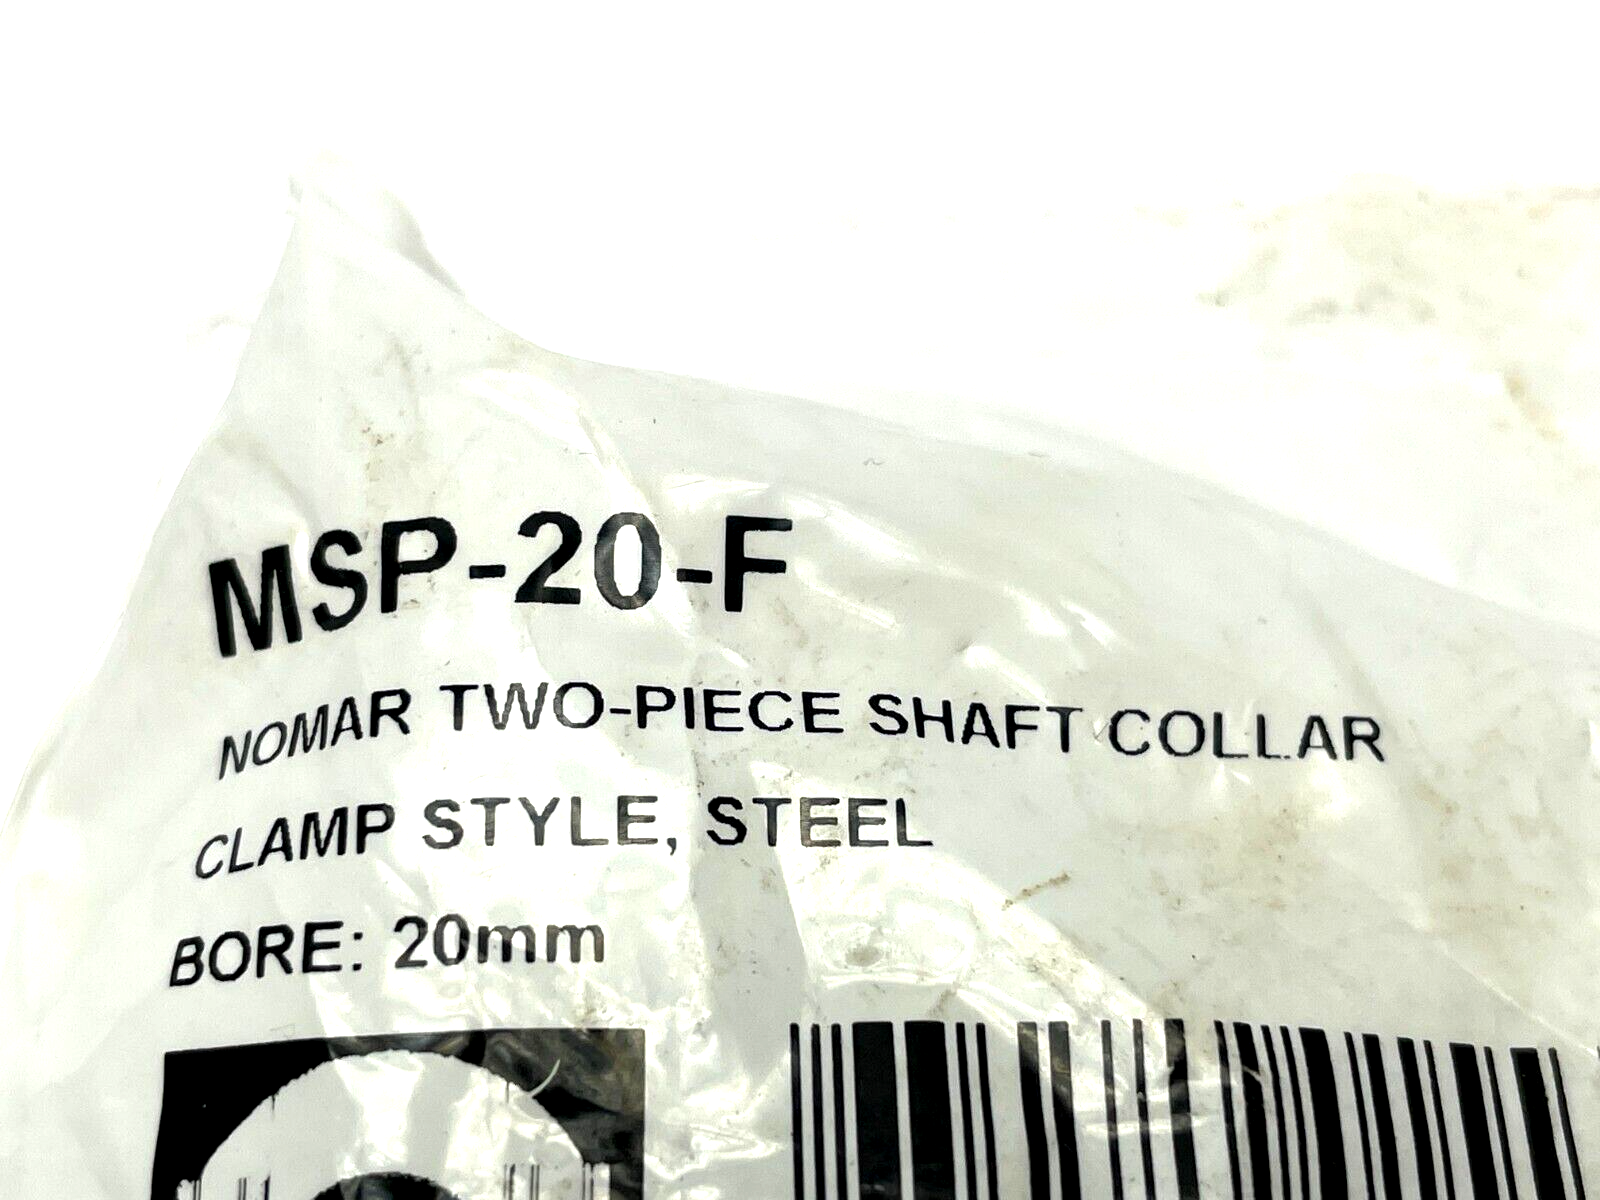 MSP-20-F
NOMAR TWO-PIECE SHAFT COLLAR
CLAMP STYLE, STEEL
BORE: 20mm